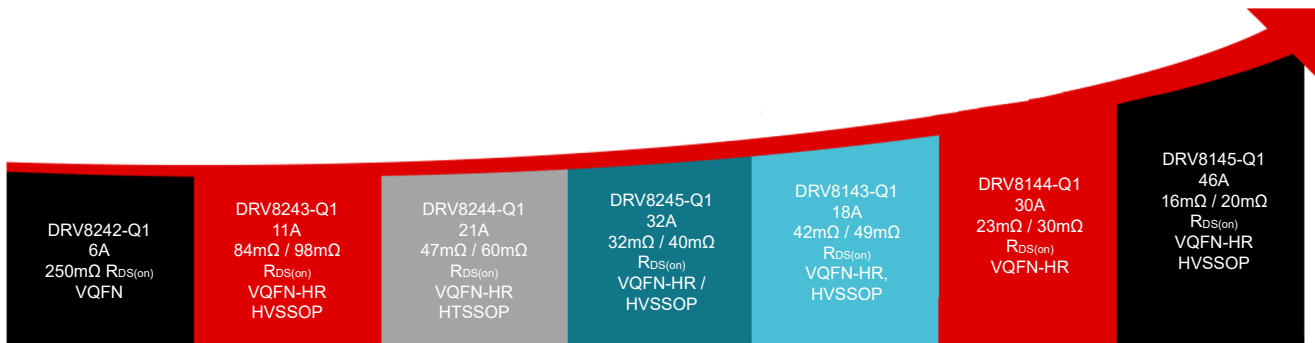 DRV8242-Q1
6A
250mΩ RDS(on)
VQFN
DRV8243-Q1
11A
84mΩ / 98mΩ
RDS(on)
VQFN-HR
HVSSOP
DRV8244-Q1
21A
47mΩ / 60mΩ
RDS(on)
VQFN-HR
HTSSOP
DRV8245-Q1
32A
32mΩ / 40mΩ
RDS(on)
VQFN-HR /
HVSSOP
DRV8143-Q1
18A
42mΩ / 49mΩ
RDS(on)
VQFN-HR,
HVSSOP
DRV8144-Q1
30A
23mΩ / 30mΩ
RDS(on)
VQFN-HR
DRV8145-Q1
46A
16mΩ / 20mΩ
RDS(on)
VQFN-HR
HVSSOP